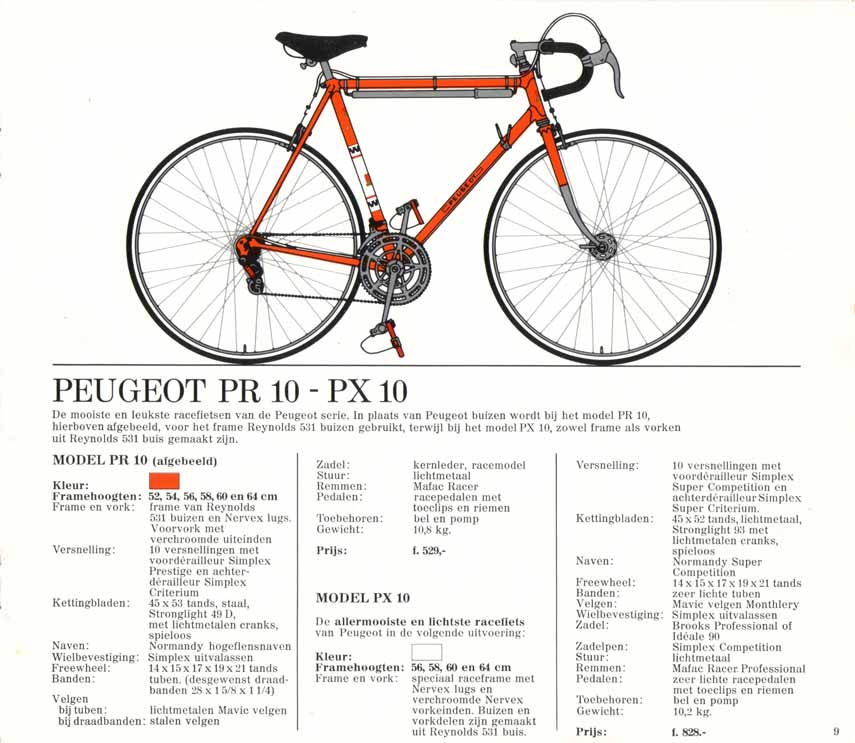 PEUGEOT
PEUGEOT PR 10 - PX 10
De mooiste en leukste racefietsen van de Peugeot serie. In plaats van Peugeot buizen wordt bij het model PR 10,
hierboven afgebeeld, voor het frame Reynolds 531 buizen gebruikt, terwijl bij het model PX 10, zowel frame als vorken
uit Reynolds 531 buis gemaakt zijn.
MODEL PR 10 (afgebeeld)
Kleur:
Framehoogten: 52, 54, 56, 58, 60 en 64 cm
Frame en vork: frame van Reynolds
531 buizen en Nervex lugs.
Voorvork met
verchroomde uiteinden
Versnelling: 10 versnellingen met
voordérailleur Simplex
Prestige en achter-
dérailleur Simplex
Criterium
Kettingbladen: 45 x 53 tands, staal,
Stronglight 49 D,
met lichtmetalen cranks,
spieloos
Naven: Normandy hogeflensnaven
Wielbevestiging: Simplex uitvalassen
Freewheel: 14 x 15 x 17 x 19 x 21 tands
Banden: tuben. (desgewenst draad-
banden 28 x 1 5/8 x 1 1/4)
Velgen
bij tuben: lichtmetalen Mavic velgen
bij draadbanden: stalen velgen
Zadel: kernleder, racemodel
Stuur: lichtmetaal
Remmen: Mafac Racer
Pedalen: racepedalen met
toeclips en riemen
Toebehoren: bel en pomp
Gewicht: 10,8 kg.
Prijs: f. 529,-
MODEL PX 10
De allermooiste en lichtste racefiets
van Peugeot in de volgende uitvoering:
Kleur:
Framehoogten: 56, 58, 60 en 64 cm
Frame en vork: speciaal raceframe met
Nervex lugs en
verchroomde Nervex
vorkeinden. Buizen en
vorkdelen zijn gemaakt
uit Reynolds 531 buis.
Versnelling: 10 versnellingen met
voordérailleur Simplex
Super Competition en
achterdérailleur Simplex
Super Criterium.
Kettingbladen: 45 x 52 tands, lichtmetaal,
Stronglight 93 met
lichtmetalen cranks,
spieloos
Naven: Normandy Super
Competition
Freewheel: 14 x 15 x 17 x 19 x 21 tands
Banden: zeer lichte tuben
Velgen: Mavic velgen Monthlery
Wielbevestiging: Simplex uitvalassen
Zadel: Brooks Professional of
Idéale 90
Zadelpen: Simplex Competition
Stuur: lichtmetaal
Remmen: Mafac Racer Professional
Pedalen: zeer lichte racepedalen
met toeclips en riemen
Toebehoren: bel en pomp
Gewicht: 10,2 kg.
Prijs: f. 828.-
9